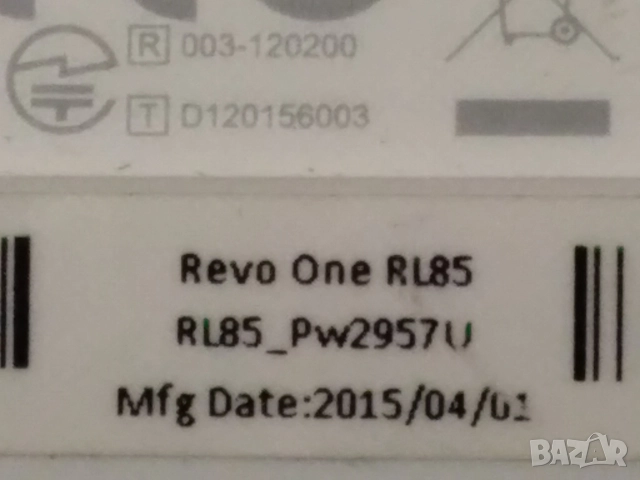 R 003-120200
T D120156003
Revo One RL85
RL85_Pw2957U
Mfg Date:2015/04/01
BAZAR